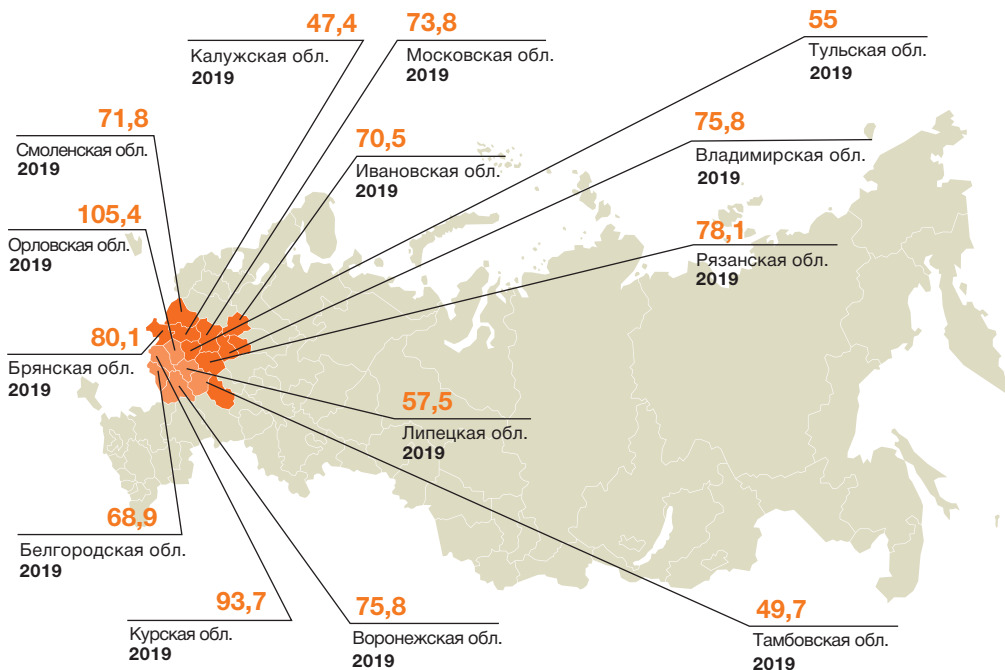 47,4
Калужская обл.
2019
73,8
Московская обл.
2019
55
Тульская обл.
2019
71,8
Смоленская обл.
2019
70,5
Ивановская обл.
2019
75,8
Владимирская обл.
2019
105,4
Орловская обл.
2019
78,1
Рязанская обл.
2019
80,1
Брянская обл.
2019
57,5
Липецкая обл.
2019
68,9
Белгородская обл.
2019
93,7
Курская обл.
2019
75,8
Воронежская обл.
2019
49,7
Тамбовская обл.
2019